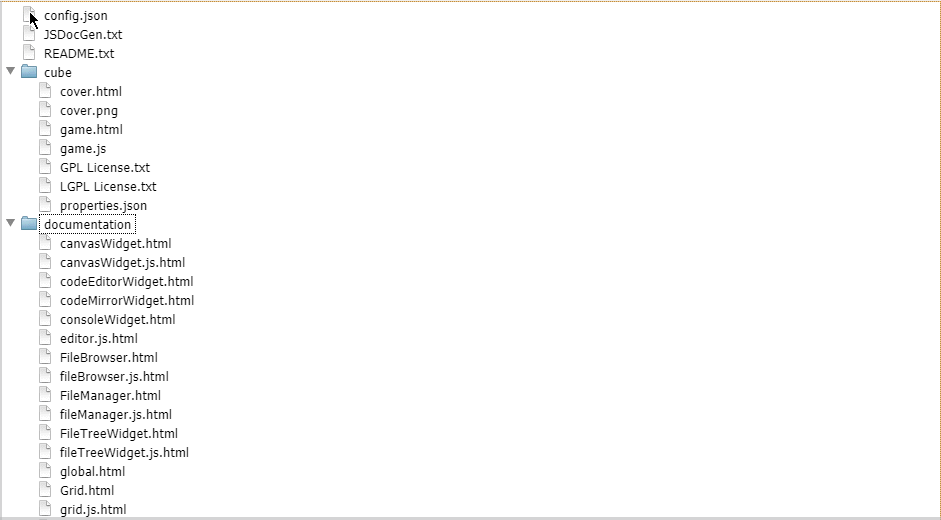 config.json
JSDocGen.txt
README.txt
cube
cover.html
cover.png
game.html
game.js
GPL License.txt
LGPL License.txt
properties.json
documentation
canvasWidget.html
canvasWidget.js.html
codeEditorWidget.html
codeMirrorWidget.html
consoleWidget.html
editor.js.html
FileBrowser.html
fileBrowser.js.html
FileManager.html
fileManager.js.html
FileTreeWidget.html
fileTreeWidget.js.html
global.html
Grid.html
grid.js.html